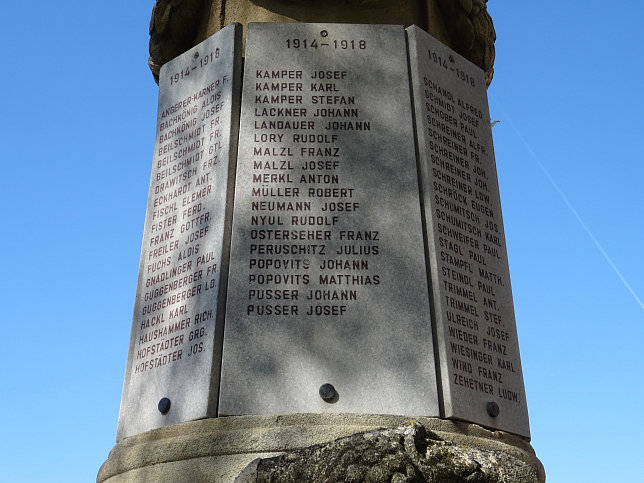 1914-1918
ANGERER-KARNER F.
BACHKÖNIG ALOIS
BACHKÖNIG JOSEF
BEILSCHMIDT FR.
BEILSCHMIDT FR.
BEILSCHMIDT GTL.
DRAWITSCH FRZ.
ECKHARDT ANT.
FISCHL ELEMER
FISTER FERD.
FRANZ GOTTFR.
FREILER JOSEF
FUCHS ALOIS
GNADLINGER PAUL
GUGGENBERGER FR.
GUGGENBERGER LO.
HACKL KARL
HAUSHAMMER RICH.
HOFSTÄDTER GRG.
HOFSTÄDTER JOS.
1914-1918
KAMPER JOSEF
KAMPER KARL
KAMPER STEFAN
LACKNER JOHANN
LANDAUER JOHANN
LORY RUDOLF
MALZL FRANZ
MALZL JOSEF
MERKL ANTON
MÜLLER ROBERT
NEUMANN JOSEF
NYUL RUDOLF
OSTERSEHER FRANZ
PERUSCHITZ JULIUS
POPOVITS JOHANN
POPOVITS MATTHIAS
PUSSER JOHANN
PUSSER JOSEF
1914-1918
SCHANDL ALFRED
SCHMIDT JOSEF
SCHOBER PAUL
SCHREINER ALFR.
SCHREINER FR.
SCHREINER JOH.
SCHREINER JOH.
SCHREINER LDW.
SCHRÖCK EUGEN
SCHUMITSCH JOS.
SCHUMITSCH KARL
SCHWEIFER PAUL
STAGL PAUL
STAMPFL MATTH.
STEINDL PAUL
TRIMMEL ANT.
TRIMMEL STEF.
ULREICH JOSEF
WIEDER FRANZ
WIESINGER KARL
WIND FRANZ
ZEHETNER LUDW.